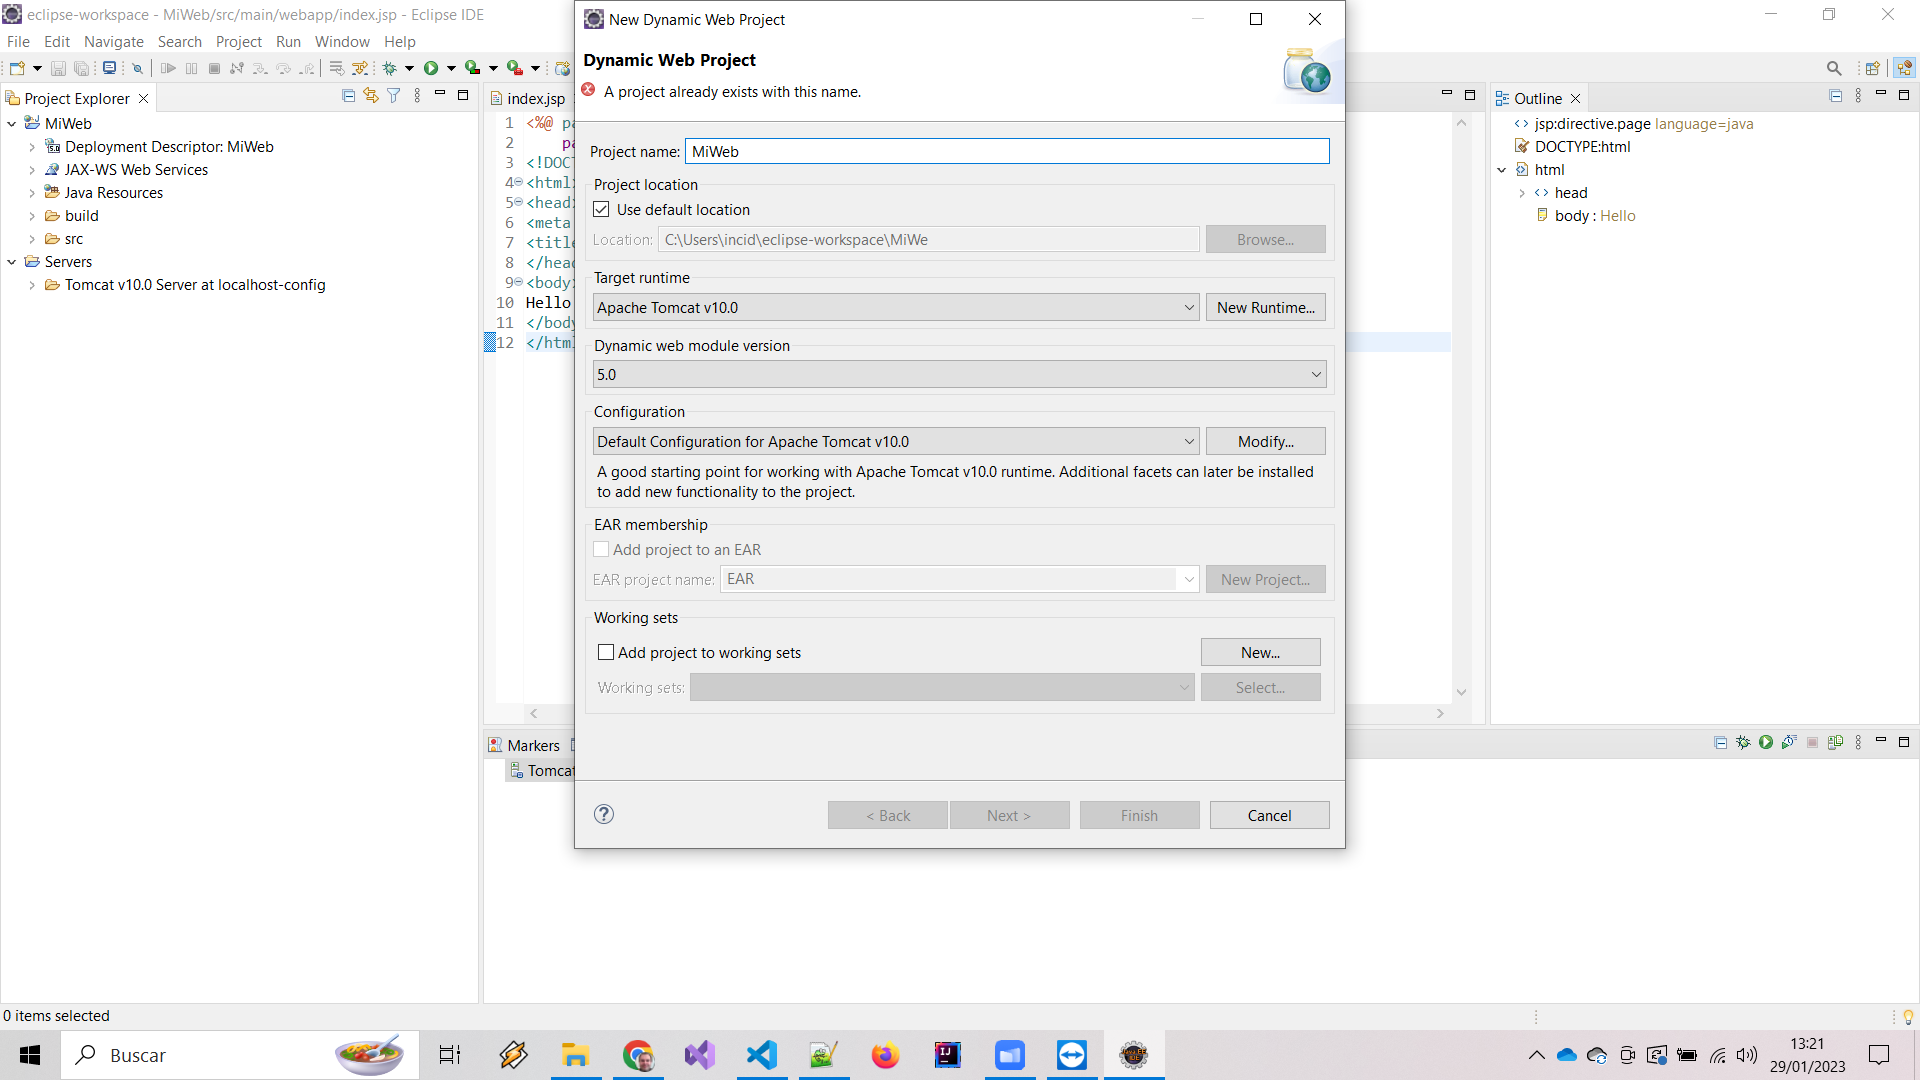 eclipse-workspace - MiWeb/src/main/webapp/index.jsp - Eclipse IDE
File Edit Navigate Search Project Run Window Help
Project Explorer
MiWeb
Deployment Descriptor: MiWeb
JAX-WS Web Services
Java Resources
build
src
Servers
Tomcat v10.0 Server at localhost-config
index.jsp
1 <%@ pa
2 pa
3 <!DOCT
4 <html>
5 <head>
6 <meta
7 <title
8 </head
9 <body>
10 Hello
11 </body
12 </html
New Dynamic Web Project
Dynamic Web Project
A project already exists with this name.
Project name: MiWeb
Project location
Use default location
Location: C:\Users\incid\eclipse-workspace\MiWe
Browse...
Target runtime
Apache Tomcat v10.0
New Runtime...
Dynamic web module version
5.0
Configuration
Default Configuration for Apache Tomcat v10.0
Modify...
A good starting point for working with Apache Tomcat v10.0 runtime. Additional facets can later be installed
to add new functionality to the project.
EAR membership
Add project to an EAR
EAR project name: EAR
New Project...
Working sets
Add project to working sets
New...
Working sets:
Select...
< Back
Next >
Finish
Cancel
Outline
jsp:directive.page language=java
DOCTYPE:html
html
head
body : Hello
Markers
Tomcat
0 items selected
Buscar
13:21
29/01/2023